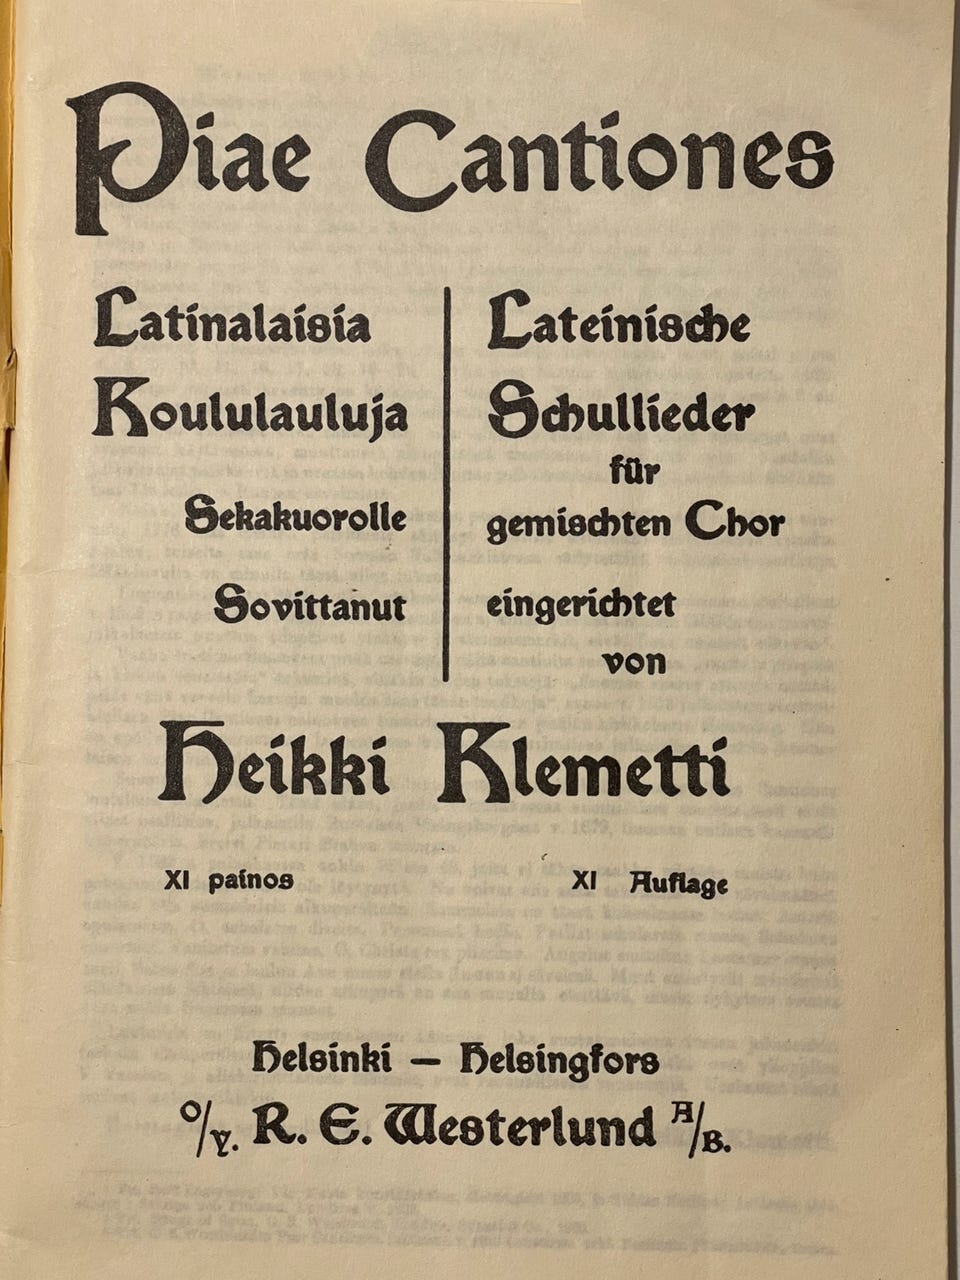 Piae Cantiones
Latinalaisia
Koululauluja
Sekakuorolle
Sovittanut
Lateinische
Schullieder
für
gemischten Chor
eingerichtet
von
Heikki Klemetti
XI painos
XI Auflage
Helsinki — Helsingfors
O/Y. R. E. Westerlund A/B.